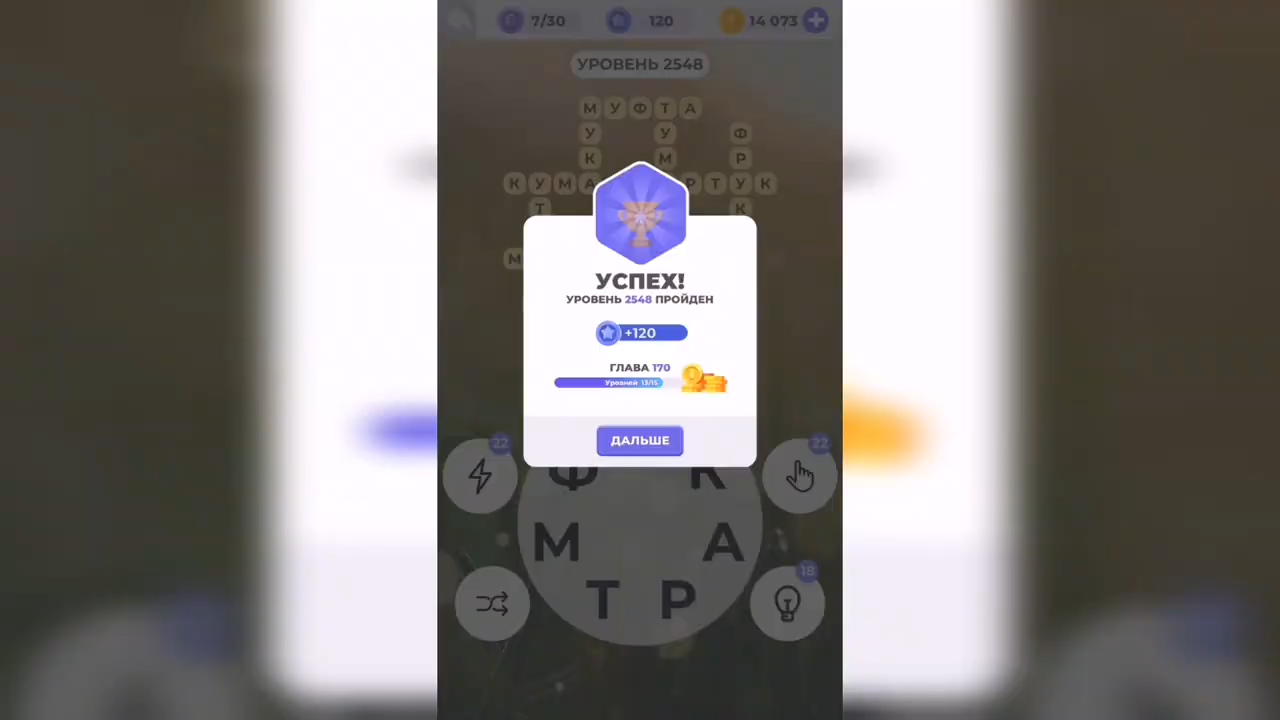 7/30 120 14 073
УРОВЕНЬ 2548
МУФТА
У У Ф
К М Р
КУМА РТУК
Т К
М
УСПЕХ!
УРОВЕНЬ 2548 ПРОЙДЕН
+120
ГЛАВА 170
Уровней 13/15
ДАЛЬШЕ
22 22
Ф К
М А
Т Р
18